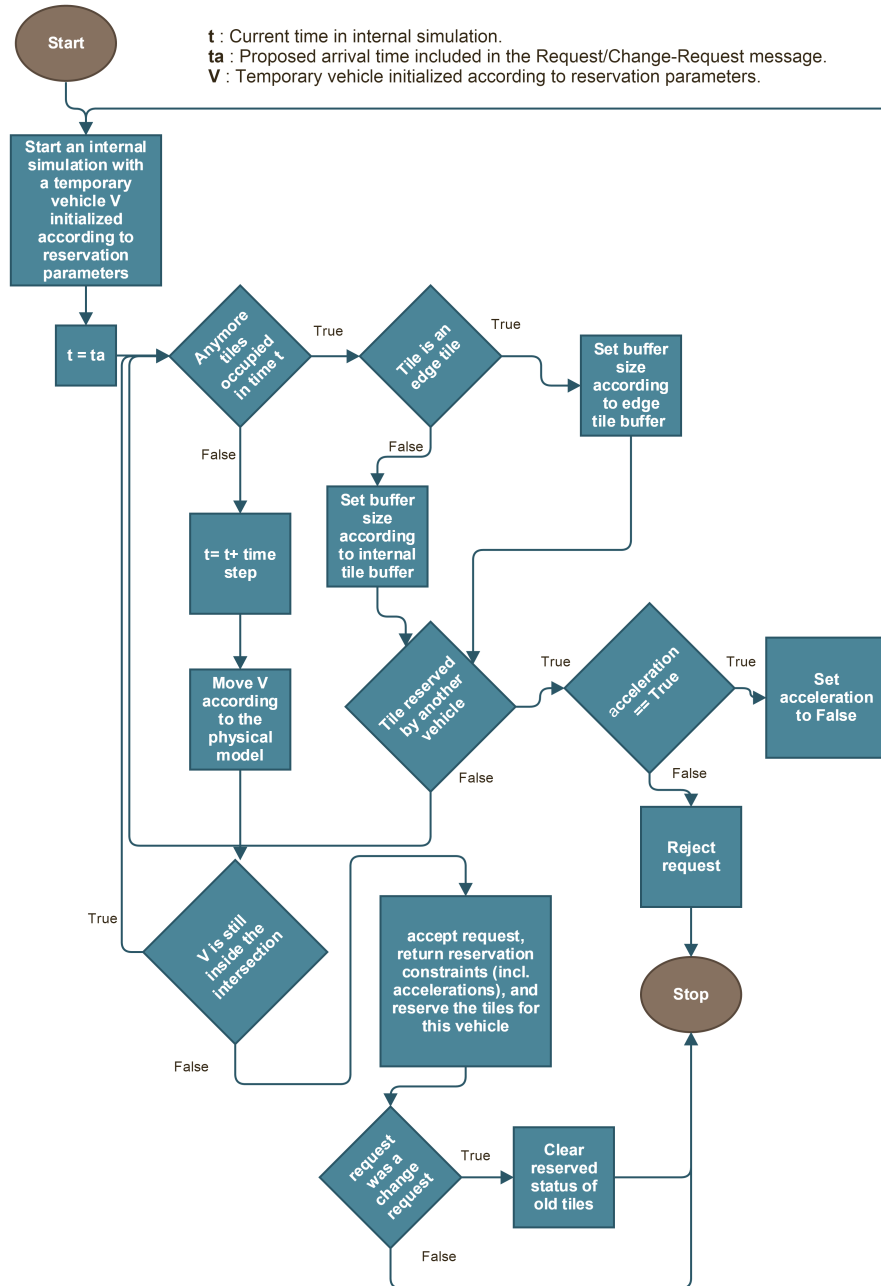 Start
t : Current time in internal simulation.
ta : Proposed arrival time included in the Request/Change-Request message.
V : Temporary vehicle initialized according to reservation parameters.
Start an internal
simulation with
a temporary
vehicle V
initialized
according to
reservation
parameters
t = ta
Anymore
tiles
occupied
in time t
True
Tile is an
edge tile
True
Set buffer
size
according
to edge
tile buffer
False
False
Set buffer
size
according
to internal
tile buffer
t= t+ time
step
Move V
according
to the
physical
model
Tile reserved
by another
vehicle
True
acceleration
== True
True
Set
acceleration
to False
False
False
Reject
request
True
V is still
inside the
intersection
accept request,
return reservation
constraints (incl.
accelerations), and
reserve the tiles for
this vehicle
Stop
False
request
was a
change
request
True
Clear
reserved
status of
old tiles
False